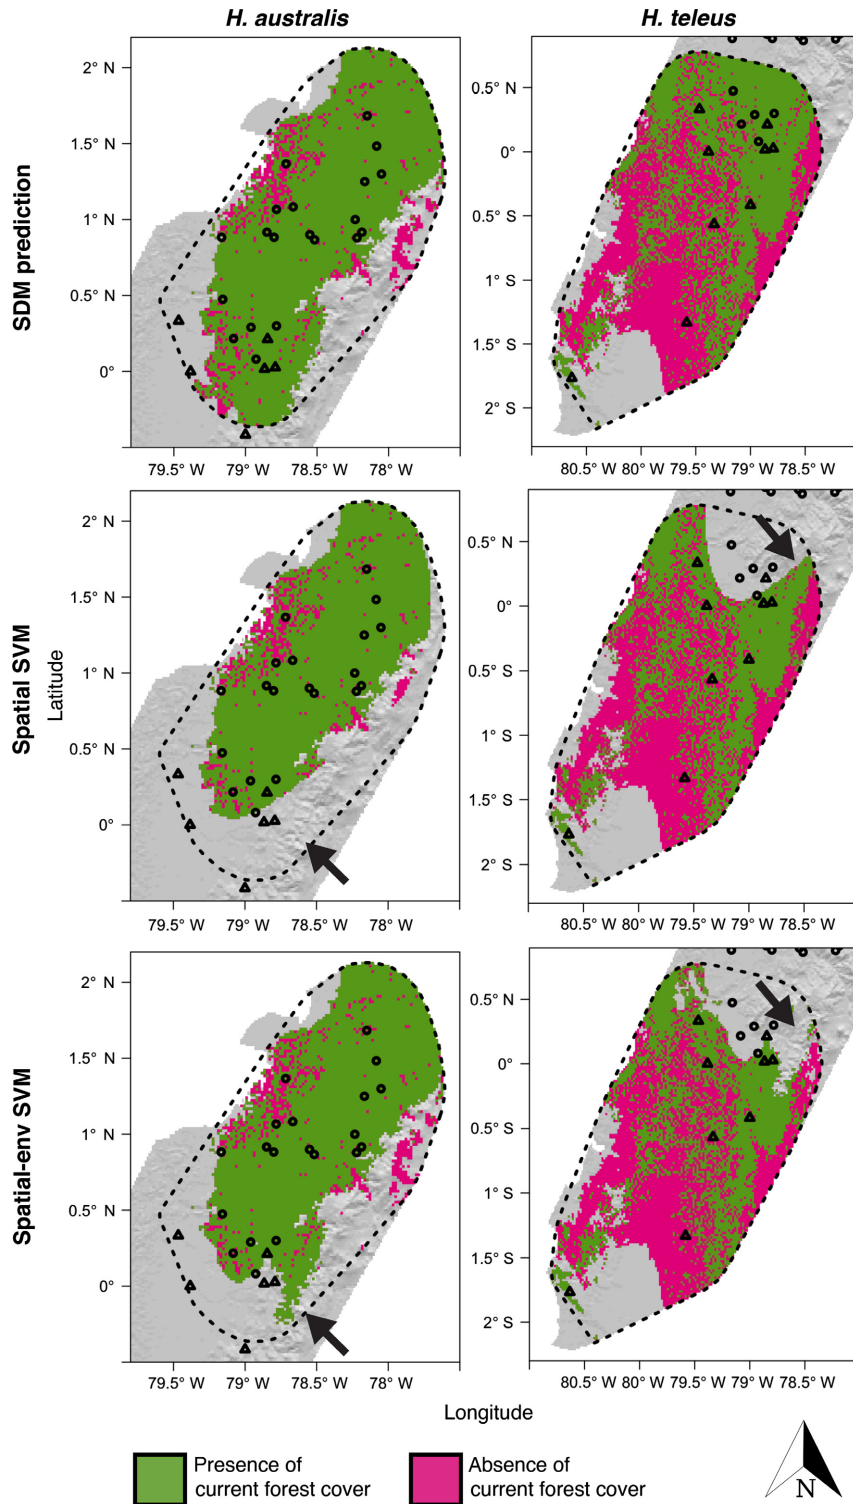 H. australis
H. teleus
SDM prediction
2° N
1.5° N
1° N
0.5° N
0°
79.5° W 79° W 78.5° W 78° W
0.5° N
0°
0.5° S
1° S
1.5° S
2° S
80.5° W 80° W 79.5° W 79° W 78.5° W
Spatial SVM
Latitude
2° N
1.5° N
1° N
0.5° N
0°
79.5° W 79° W 78.5° W 78° W
0.5° N
0°
0.5° S
1° S
1.5° S
2° S
80.5° W 80° W 79.5° W 79° W 78.5° W
Spatial-env SVM
2° N
1.5° N
1° N
0.5° N
0°
79.5° W 79° W 78.5° W 78° W
0.5° N
0°
0.5° S
1° S
1.5° S
2° S
80.5° W 80° W 79.5° W 79° W 78.5° W
Longitude
Presence of
current forest cover
Absence of
current forest cover
N